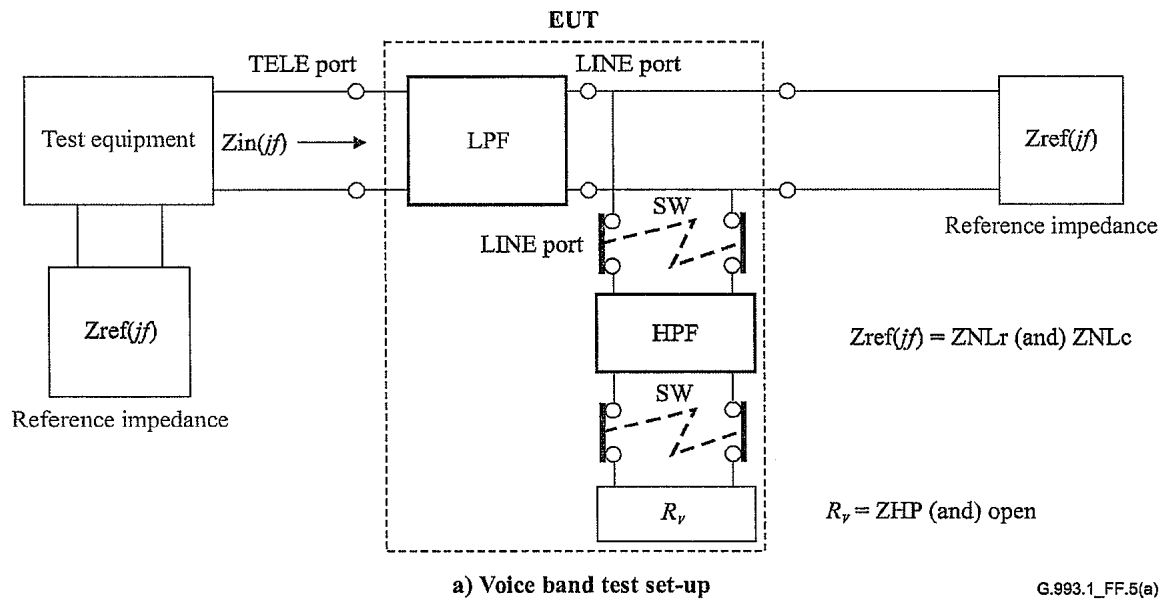 EUT
TELE port
LINE port
Test equipment
Zin(jf)
LPF
Zref(jf)
SW
LINE port
Reference impedance
Zref(jf)
HPF
Zref(jf) = ZNLr (and) ZNLc
SW
Reference impedance
Rv = ZHP (and) open
Rv
a) Voice band test set-up
G.993.1_FF.5(a)